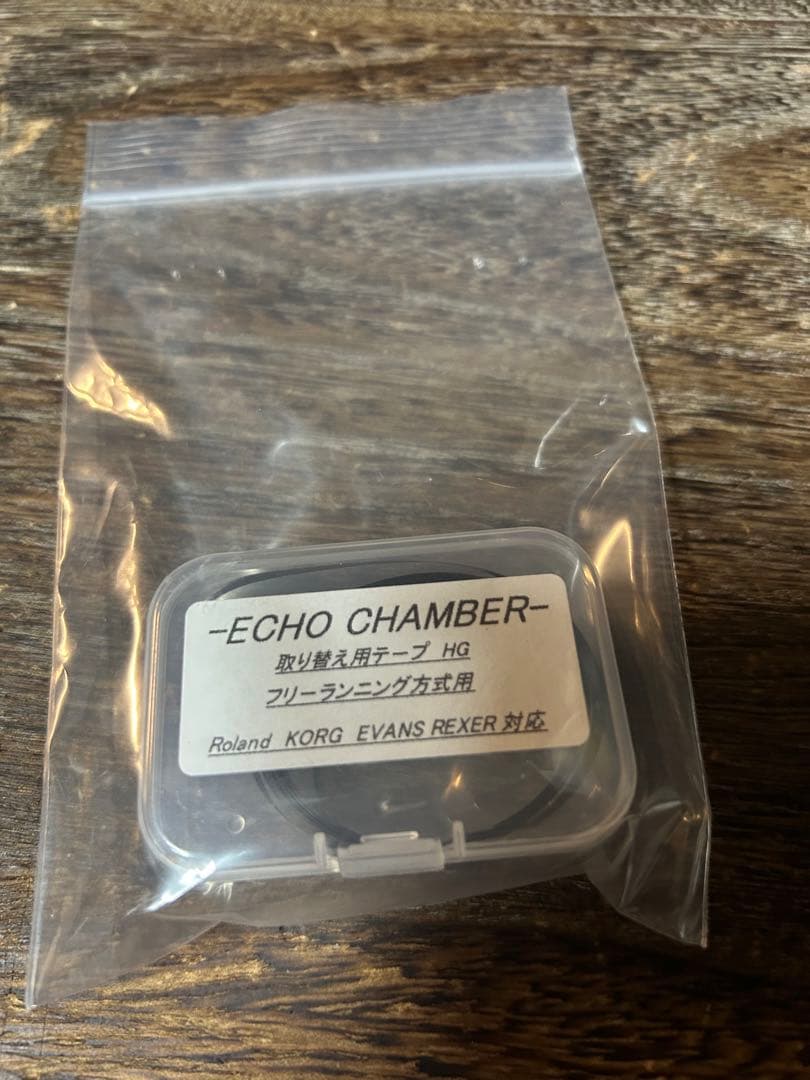 -ECHO CHAMBER-
取り替え用テープ HG
フリーランニング方式用
Roland KORG EVANS REXER 対応